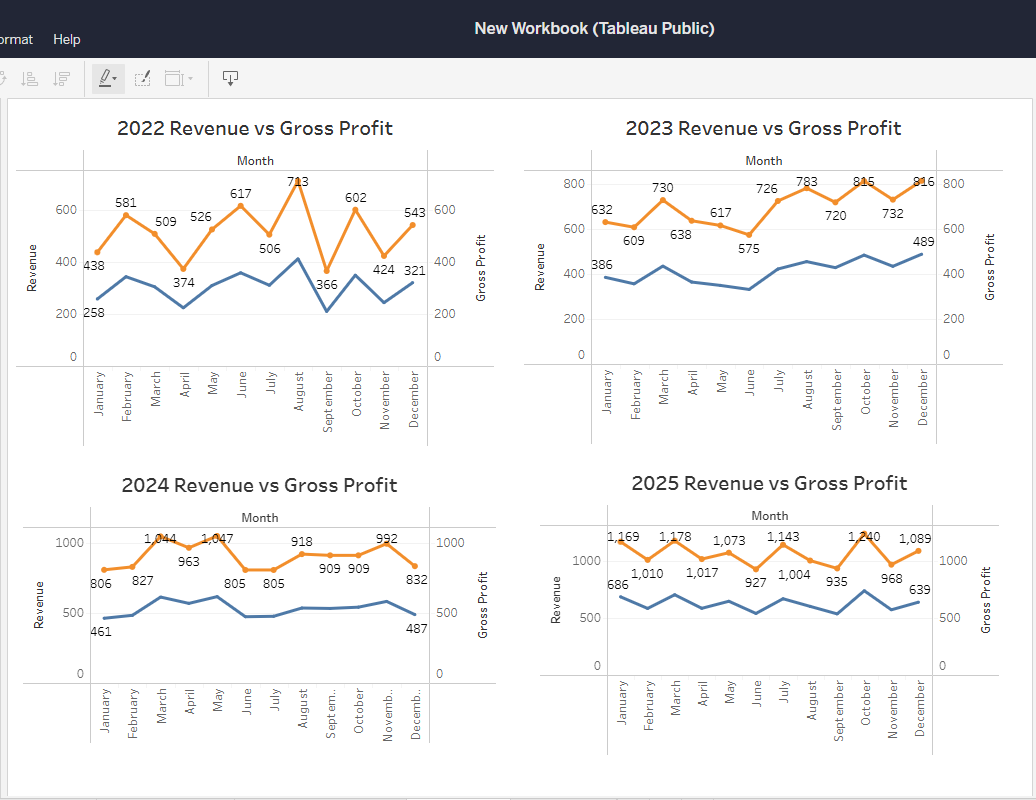 New Workbook (Tableau Public)
ormat Help
2022 Revenue vs Gross Profit
Month
Revenue
600
400
200
0
438
581
509
374
526
617
506
713
366
602
424
543
258
321
600
400
200
0
Gross Profit
January
February
March
April
May
June
July
August
September
October
November
December
2023 Revenue vs Gross Profit
Month
Revenue
800
600
400
200
0
632
609
730
638
617
575
726
783
720
815
732
816
386
489
800
600
400
200
0
Gross Profit
January
February
March
April
May
June
July
August
September
October
November
December
2024 Revenue vs Gross Profit
Month
Revenue
1000
500
0
806
827
1,044
963
1,047
805
805
918
909
909
992
832
461
487
1000
500
0
Gross Profit
January
February
March
April
May
June
July
August
Septem..
October
Novemb..
Decemb..
2025 Revenue vs Gross Profit
Month
Revenue
1000
500
0
1,169
1,010
1,178
1,017
1,073
927
1,143
1,004
935
1,240
968
1,089
686
639
1000
500
0
Gross Profit
January
February
March
April
May
June
July
August
September
October
November
December